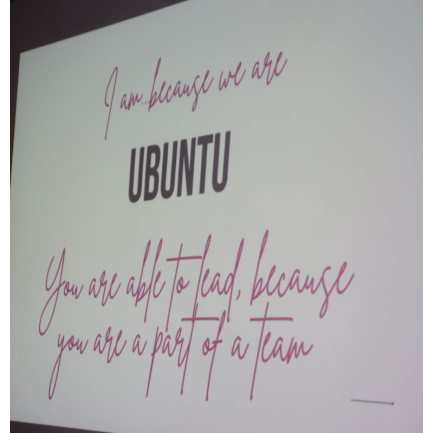 I am...because we are
UBUNTU
You are able to lead, because
you are a part of a team